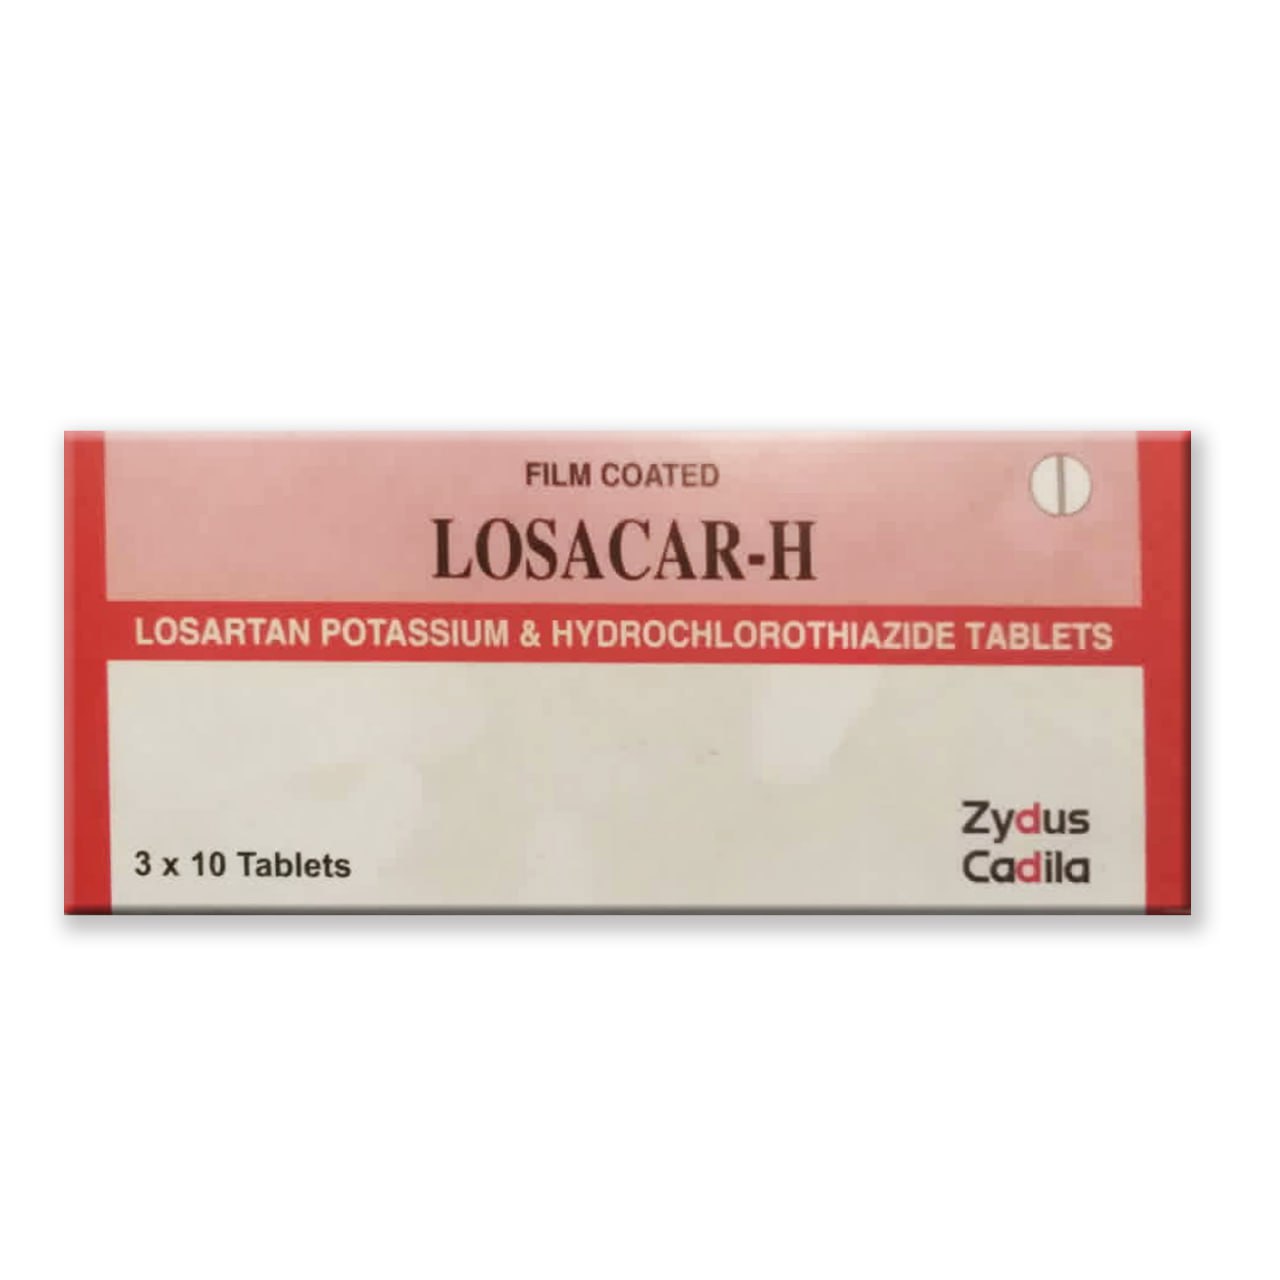 FILM COATED
LOSACAR-H
LOSARTAN POTASSIUM & HYDROCHLOROTHIAZIDE TABLETS
3 x 10 Tablets
Zydus
Cadila